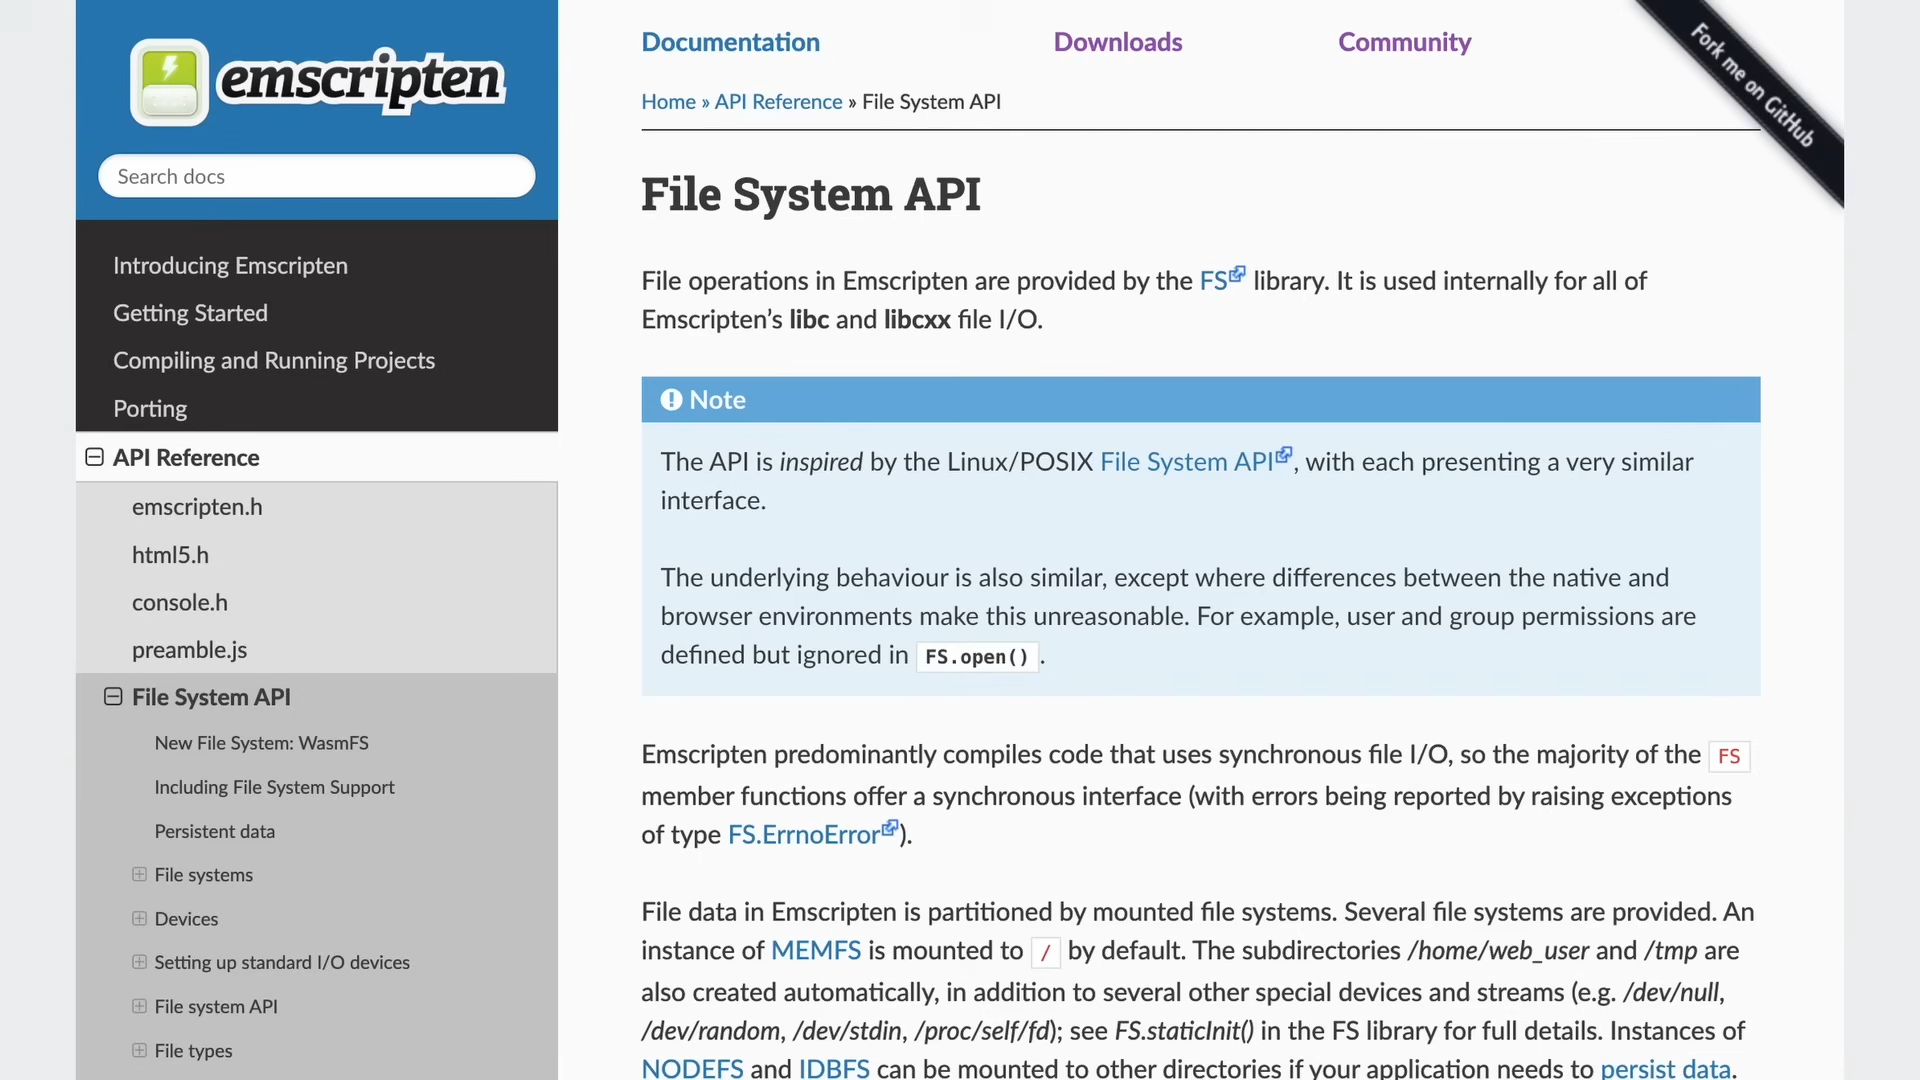 emscripten
Search docs
Introducing Emscripten
Getting Started
Compiling and Running Projects
Porting
API Reference
emscripten.h
html5.h
console.h
preamble.js
File System API
New File System: WasmFS
Including File System Support
Persistent data
File systems
Devices
Setting up standard I/O devices
File system API
File types
Documentation
Downloads
Community
Fork me on GitHub
Home » API Reference » File System API
File System API
File operations in Emscripten are provided by the FS library. It is used internally for all of
Emscripten’s libc and libcxx file I/O.
Note
The API is inspired by the Linux/POSIX File System API, with each presenting a very similar
interface.
The underlying behaviour is also similar, except where differences between the native and
browser environments make this unreasonable. For example, user and group permissions are
defined but ignored in FS.open().
Emscripten predominantly compiles code that uses synchronous file I/O, so the majority of the FS
member functions offer a synchronous interface (with errors being reported by raising exceptions
of type FS.ErrnoError).
File data in Emscripten is partitioned by mounted file systems. Several file systems are provided. An
instance of MEMFS is mounted to / by default. The subdirectories /home/web_user and /tmp are
also created automatically, in addition to several other special devices and streams (e.g. /dev/null,
/dev/random, /dev/stdin, /proc/self/fd); see FS.staticInit() in the FS library for full details. Instances of
NODEFS and IDBFS can be mounted to other directories if your application needs to persist data.